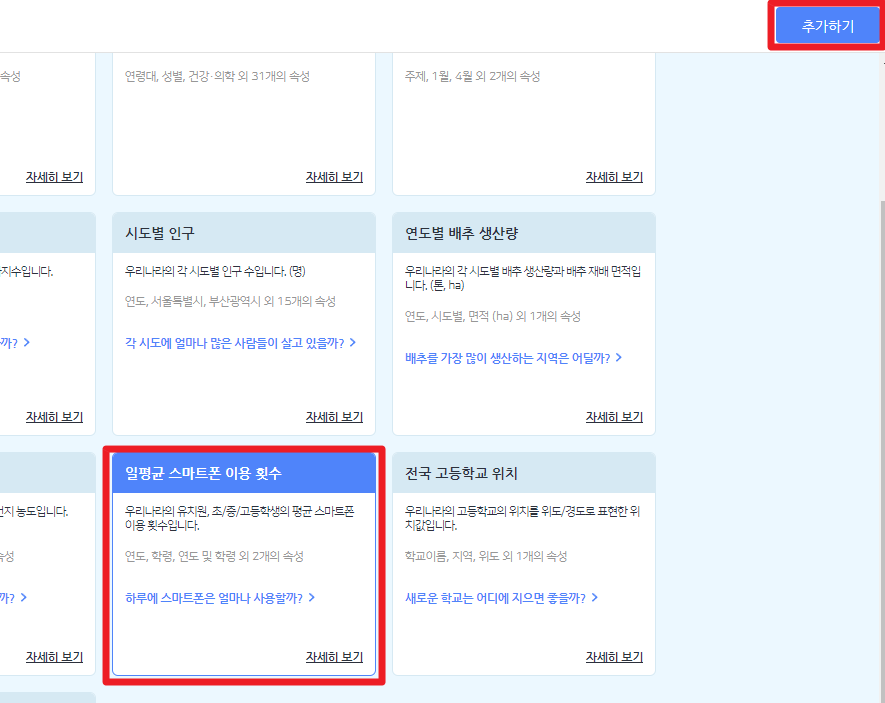 추가하기
속성
연령대, 성별, 건강·의학 외 31개의 속성
주제, 1월, 4월 외 2개의 속성
자세히 보기
자세히 보기
자세히 보기
시도별 인구
연도별 배추 생산량
지수입니다.
우리나라의 각 시도별 인구 수입니다. (명)
우리나라의 각 시도별 배추 생산량과 배추 재배 면적입
니다. (톤, ha)
연도, 서울특별시, 부산광역시 외 15개의 속성
연도, 시도별, 면적 (ha) 외 1개의 속성
까? >
각 시도에 얼마나 많은 사람들이 살고 있을까? >
배추를 가장 많이 생산하는 지역은 어딜까? >
자세히 보기
자세히 보기
자세히 보기
일평균 스마트폰 이용 횟수
전국 고등학교 위치
먼지 농도입니다.
우리나라의 유치원, 초/중/고등학생의 평균 스마트폰
이용 횟수입니다.
우리나라의 고등학교의 위치를 위도/경도로 표현한 위
치값입니다.
속성
연도, 학령, 연도 및 학령 외 2개의 속성
학교이름, 지역, 위도 외 1개의 속성
까? >
하루에 스마트폰은 얼마나 사용할까? >
새로운 학교는 어디에 지으면 좋을까? >
자세히 보기
자세히 보기
자세히 보기